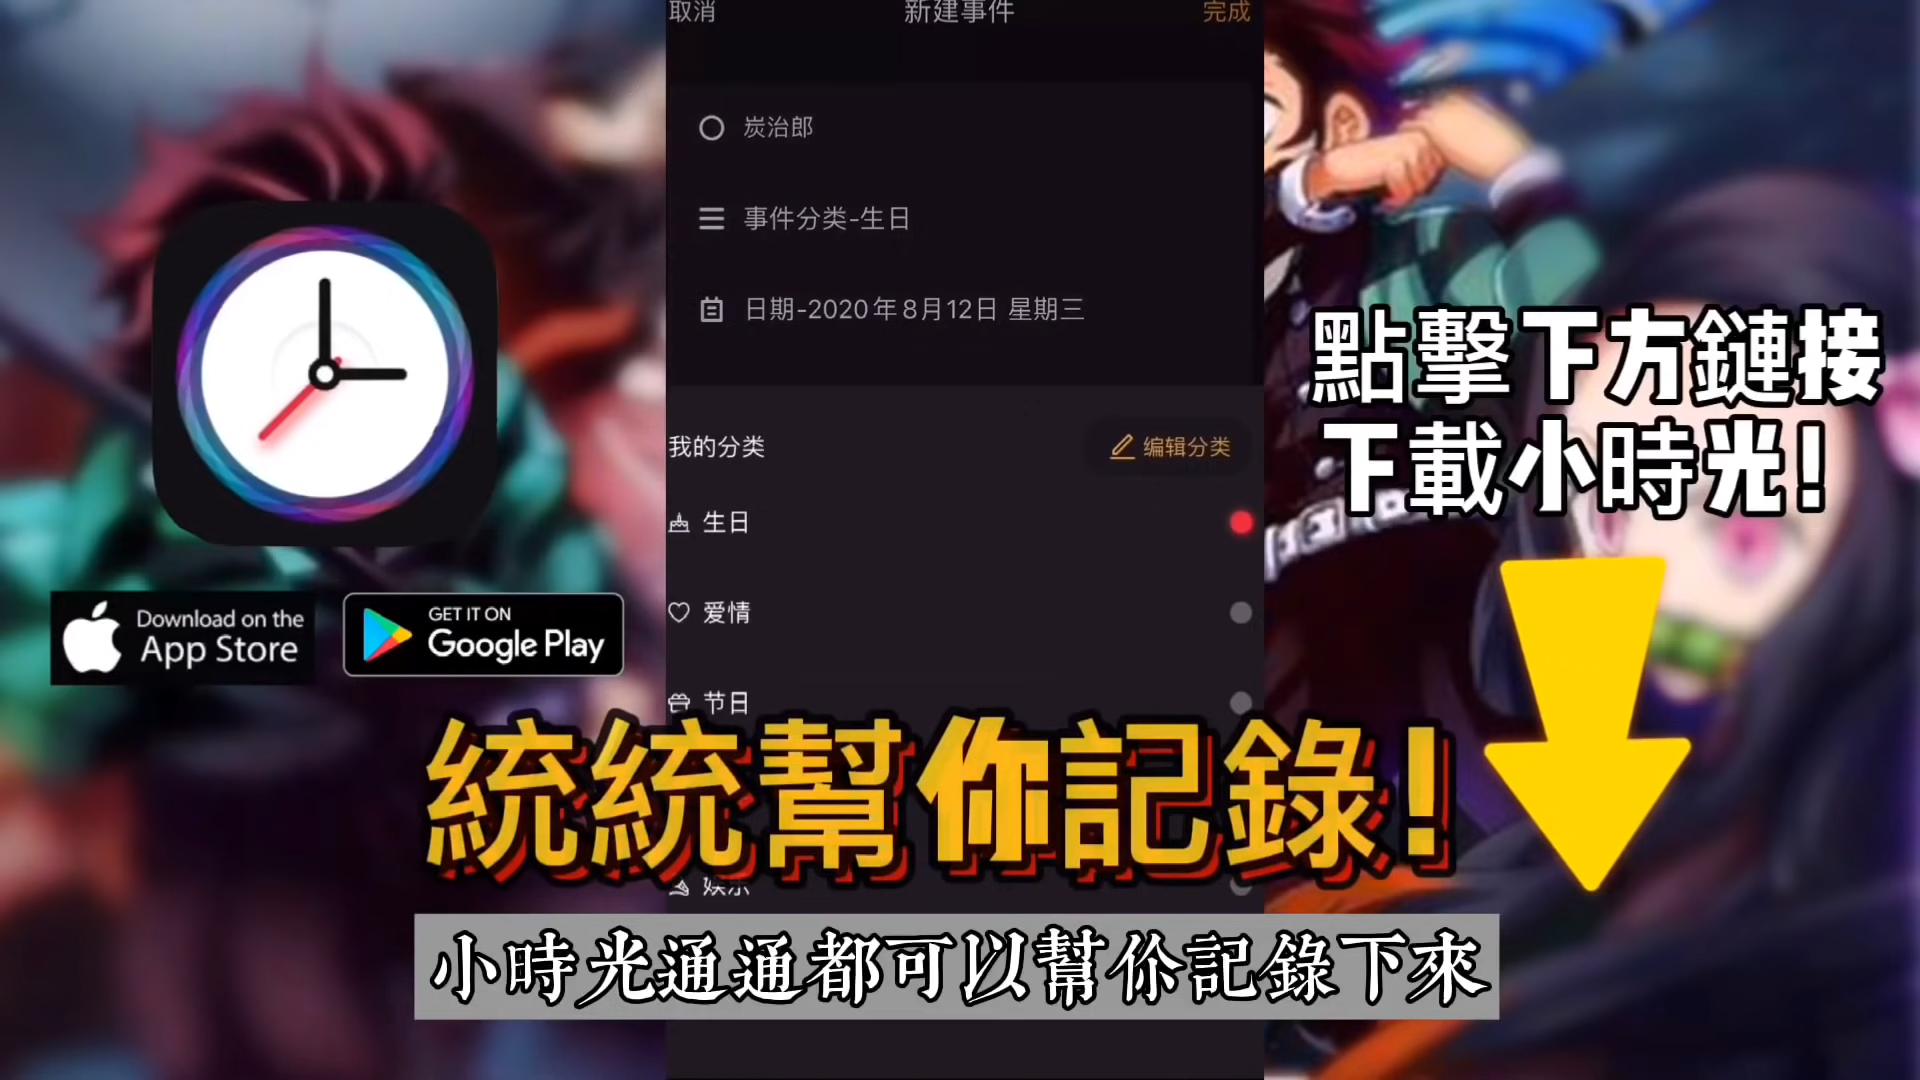 取消
新建事件
完成
炭治郎
事件分类-生日
日期-2020年8月12日 星期三
我的分类
编辑分类
生日
爱情
节日
娱乐
Download on the
App Store
GET IT ON
Google Play
點擊下方鏈接
下載小時光!
統統幫你記錄!
小時光通通都可以幫你記錄下來